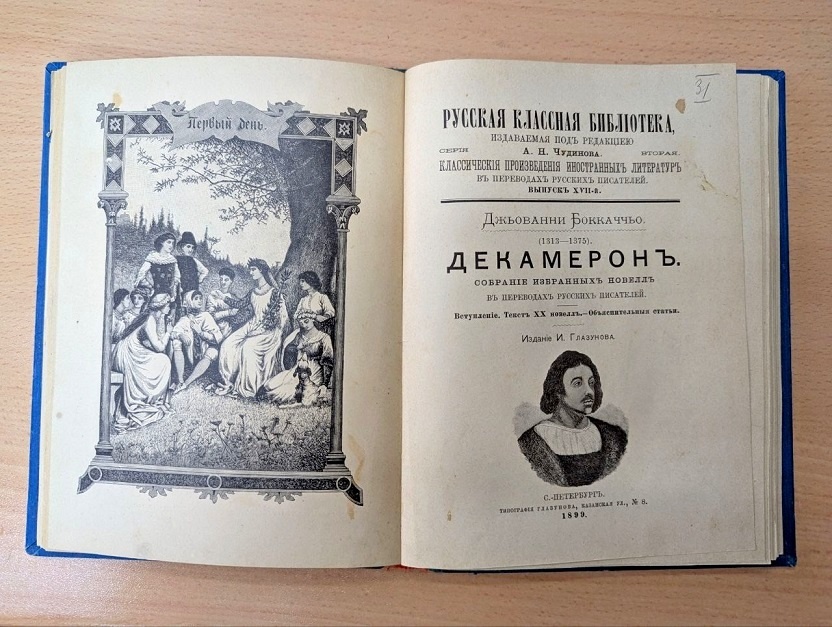 Первый день.
31
РУССКАЯ КЛАССНАЯ БИБЛІОТЕКА,
ИЗДАВАЕМАЯ ПОДЪ РЕДАКЦІЕЮ
СЕРІЯ А. Н. Чудинова. ВТОРАЯ.
КЛАССИЧЕСКІЯ ПРОИЗВЕДЕНІЯ ИНОСТРАННЫХЪ ЛИТЕРАТУРЪ
ВЪ ПЕРЕВОДАХЪ РУССКИХЪ ПИСАТЕЛЕЙ.
ВЫПУСКЪ XVII-й.
Джьованни Боккаччьо.
(1313—1375).
ДЕКАМЕРОНЪ.
СОБРАНІЕ ИЗБРАННЫХЪ НОВЕЛЛЪ
ВЪ ПЕРЕВОДАХЪ РУССКИХЪ ПИСАТЕЛЕЙ.
Вступленіе. Текстъ XX новеллъ.—Объяснительныя статьи.
Изданіе И. Глазунова.
С.-ПЕТЕРБУРГЪ.
ТИПОГРАФІЯ ГЛАЗУНОВА, КАЗАНСКАЯ УЛ., № 8.
1899.